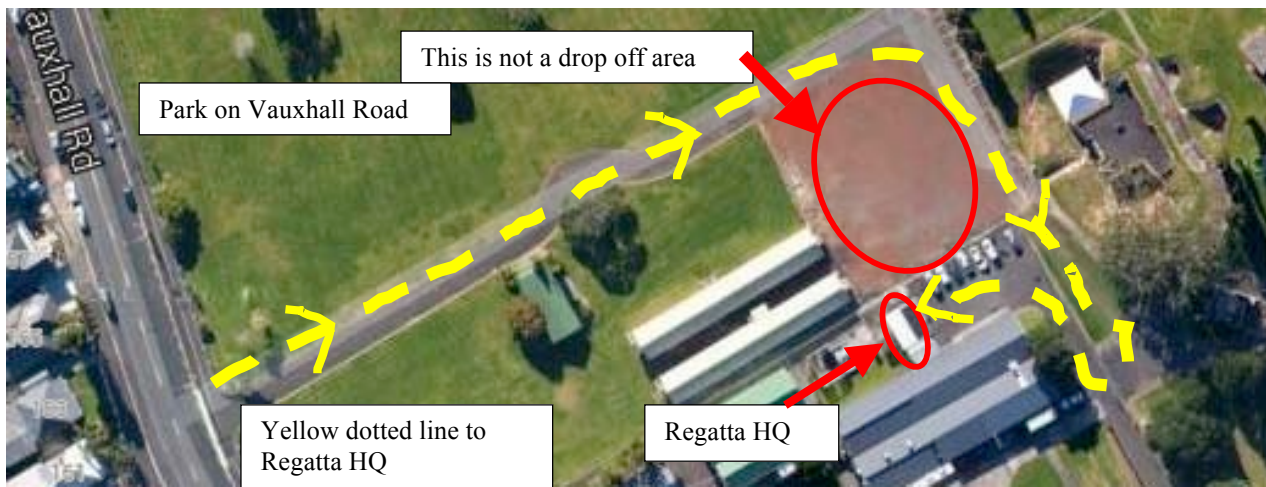 auxhall Rd
This is not a drop off area
Park on Vauxhall Road
Yellow dotted line to
Regatta HQ
Regatta HQ